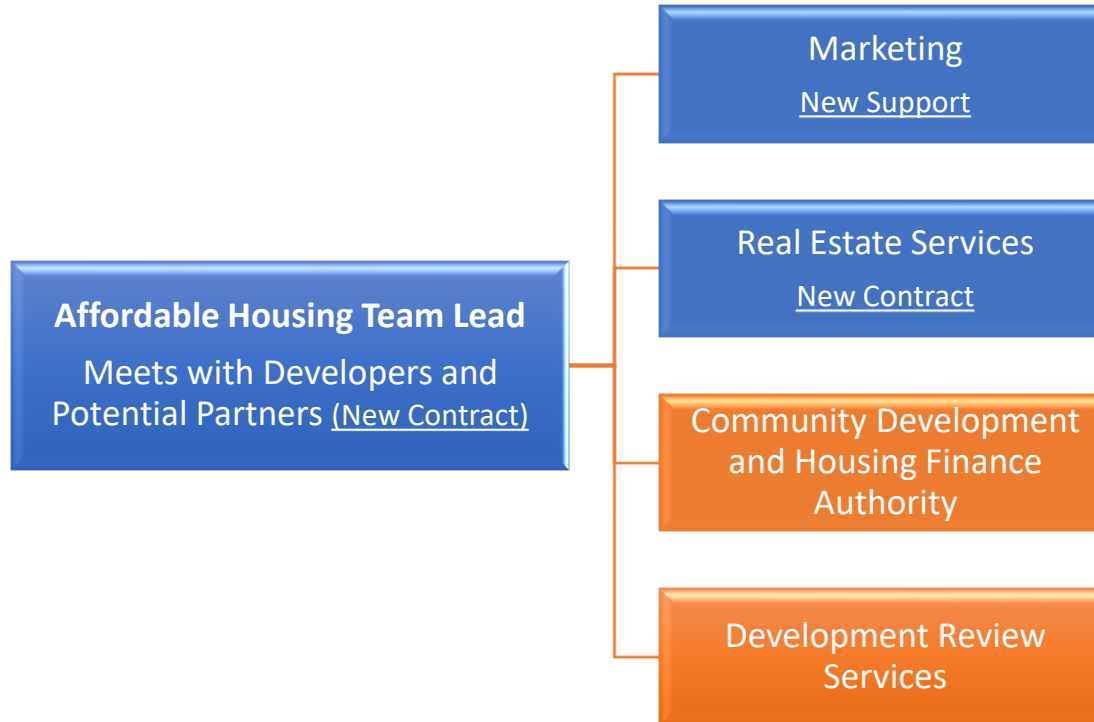 Marketing
New Support
Real Estate Services
New Contract
Affordable Housing Team Lead
Meets with Developers and
Potential Partners (New Contract)
Community Development
and Housing Finance
Authority
Development Review
Services